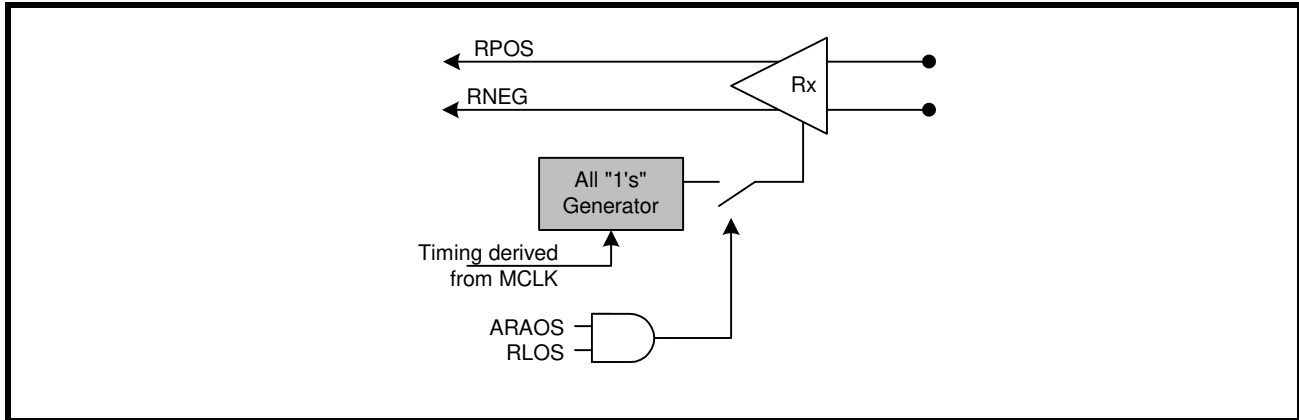 RPOS
Rx
RNEG
All "1's"
Generator
Timing derived
from MCLK
ARAOS
RLOS